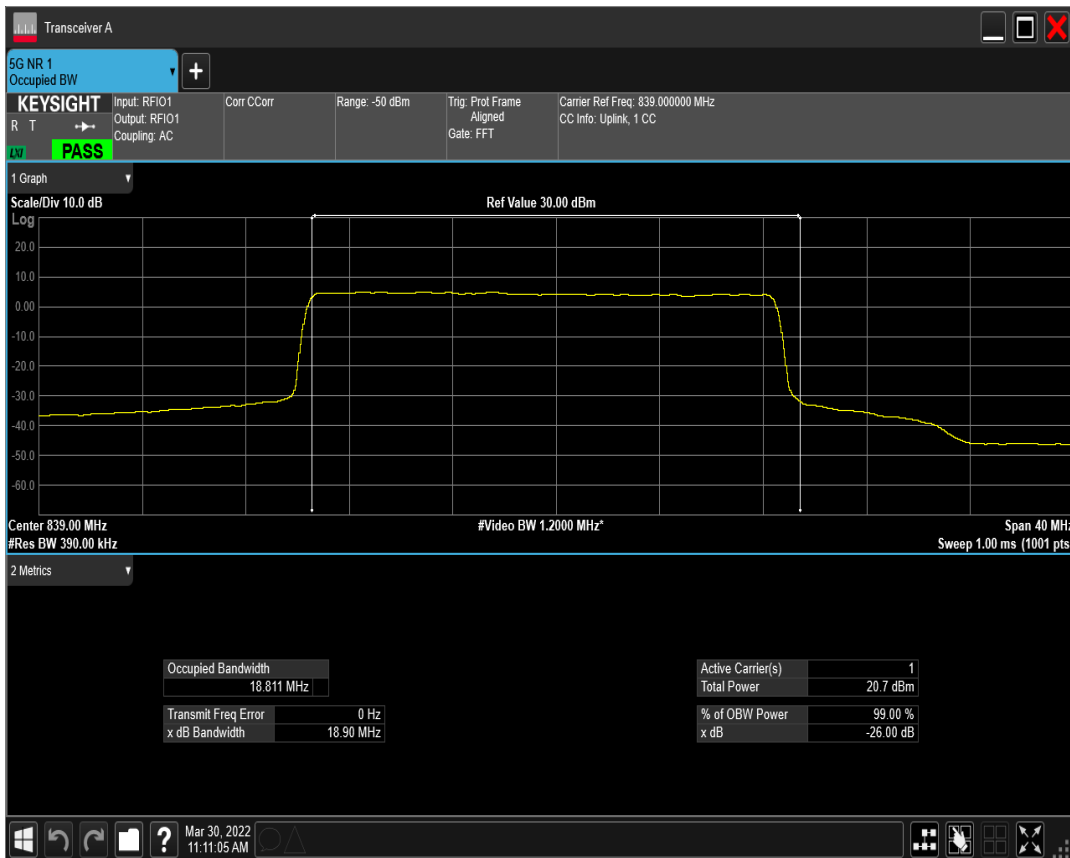 Transceiver A
5G NR 1
Occupied BW
+
KEYSIGHT
R T
LXI
PASS
Input: RFIO1
Output: RFIO1
Coupling: AC
Corr CCorr
Range: -50 dBm
Trig: Prot Frame
Aligned
Gate: FFT
Carrier Ref Freq: 839.000000 MHz
CC Info: Uplink, 1 CC
1 Graph
Scale/Div 10.0 dB
Ref Value 30.00 dBm
Log
20.0
10.0
0.00
-10.0
-20.0
-30.0
-40.0
-50.0
-60.0
Center 839.00 MHz
#Video BW 1.2000 MHz*
Span 40 MHz
#Res BW 390.00 kHz
Sweep 1.00 ms (1001 pts
2 Metrics
Occupied Bandwidth
18.811 MHz
Transmit Freq Error 0 Hz
x dB Bandwidth 18.90 MHz
Active Carrier(s) 1
Total Power 20.7 dBm
% of OBW Power 99.00 %
x dB -26.00 dB
?
Mar 30, 2022
11:11:05 AM